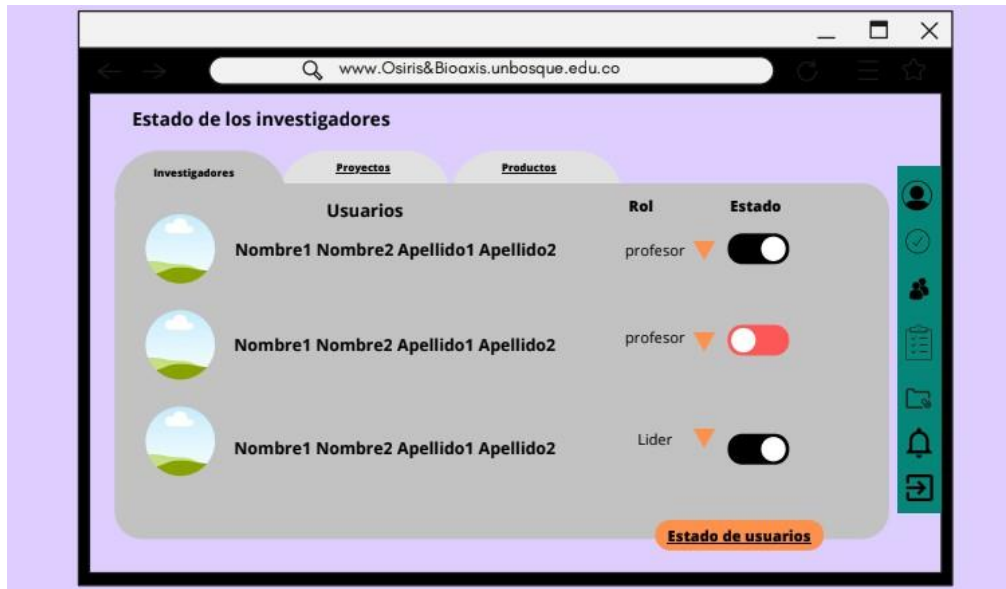 www.Osiris&Bioaxis.unbosque.edu.co
Estado de los investigadores
Investigadores Proyectos Productos
Usuarios Rol Estado
Nombre1 Nombre2 Apellido1 Apellido2 profesor
Nombre1 Nombre2 Apellido1 Apellido2 profesor
Nombre1 Nombre2 Apellido1 Apellido2 Lider
Estado de usuarios